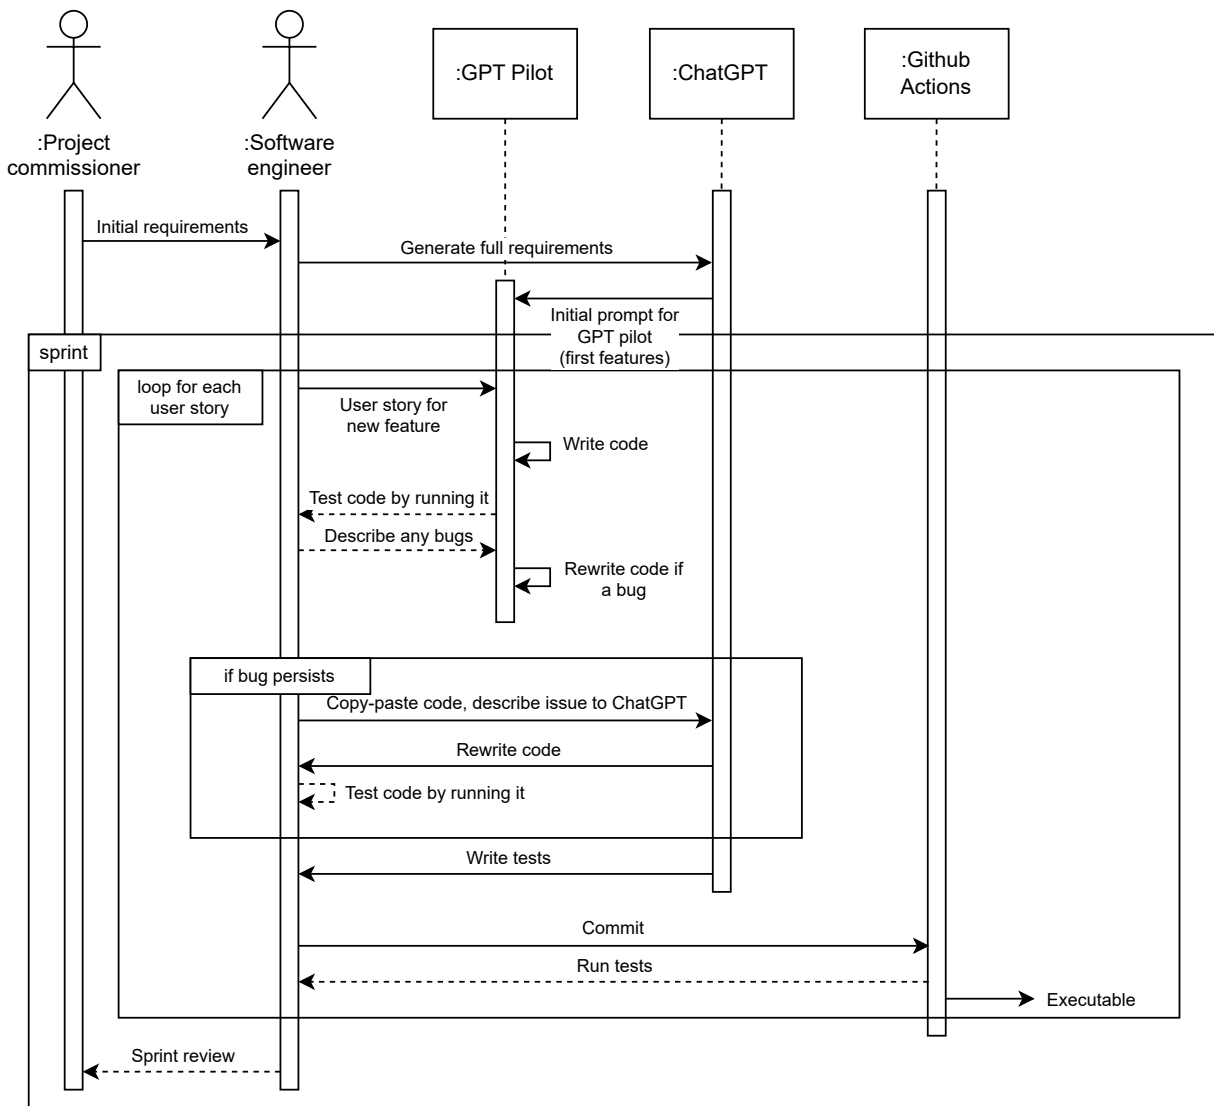 :Project
commissioner
:Software
engineer
:GPT Pilot
:ChatGPT
:Github
Actions
Initial requirements
Generate full requirements
Initial prompt for
GPT pilot
(first features)
sprint
loop for each
user story
User story for
new feature
Write code
Test code by running it
Describe any bugs
Rewrite code if
a bug
if bug persists
Copy-paste code, describe issue to ChatGPT
Rewrite code
Test code by running it
Write tests
Commit
Run tests
Executable
Sprint review